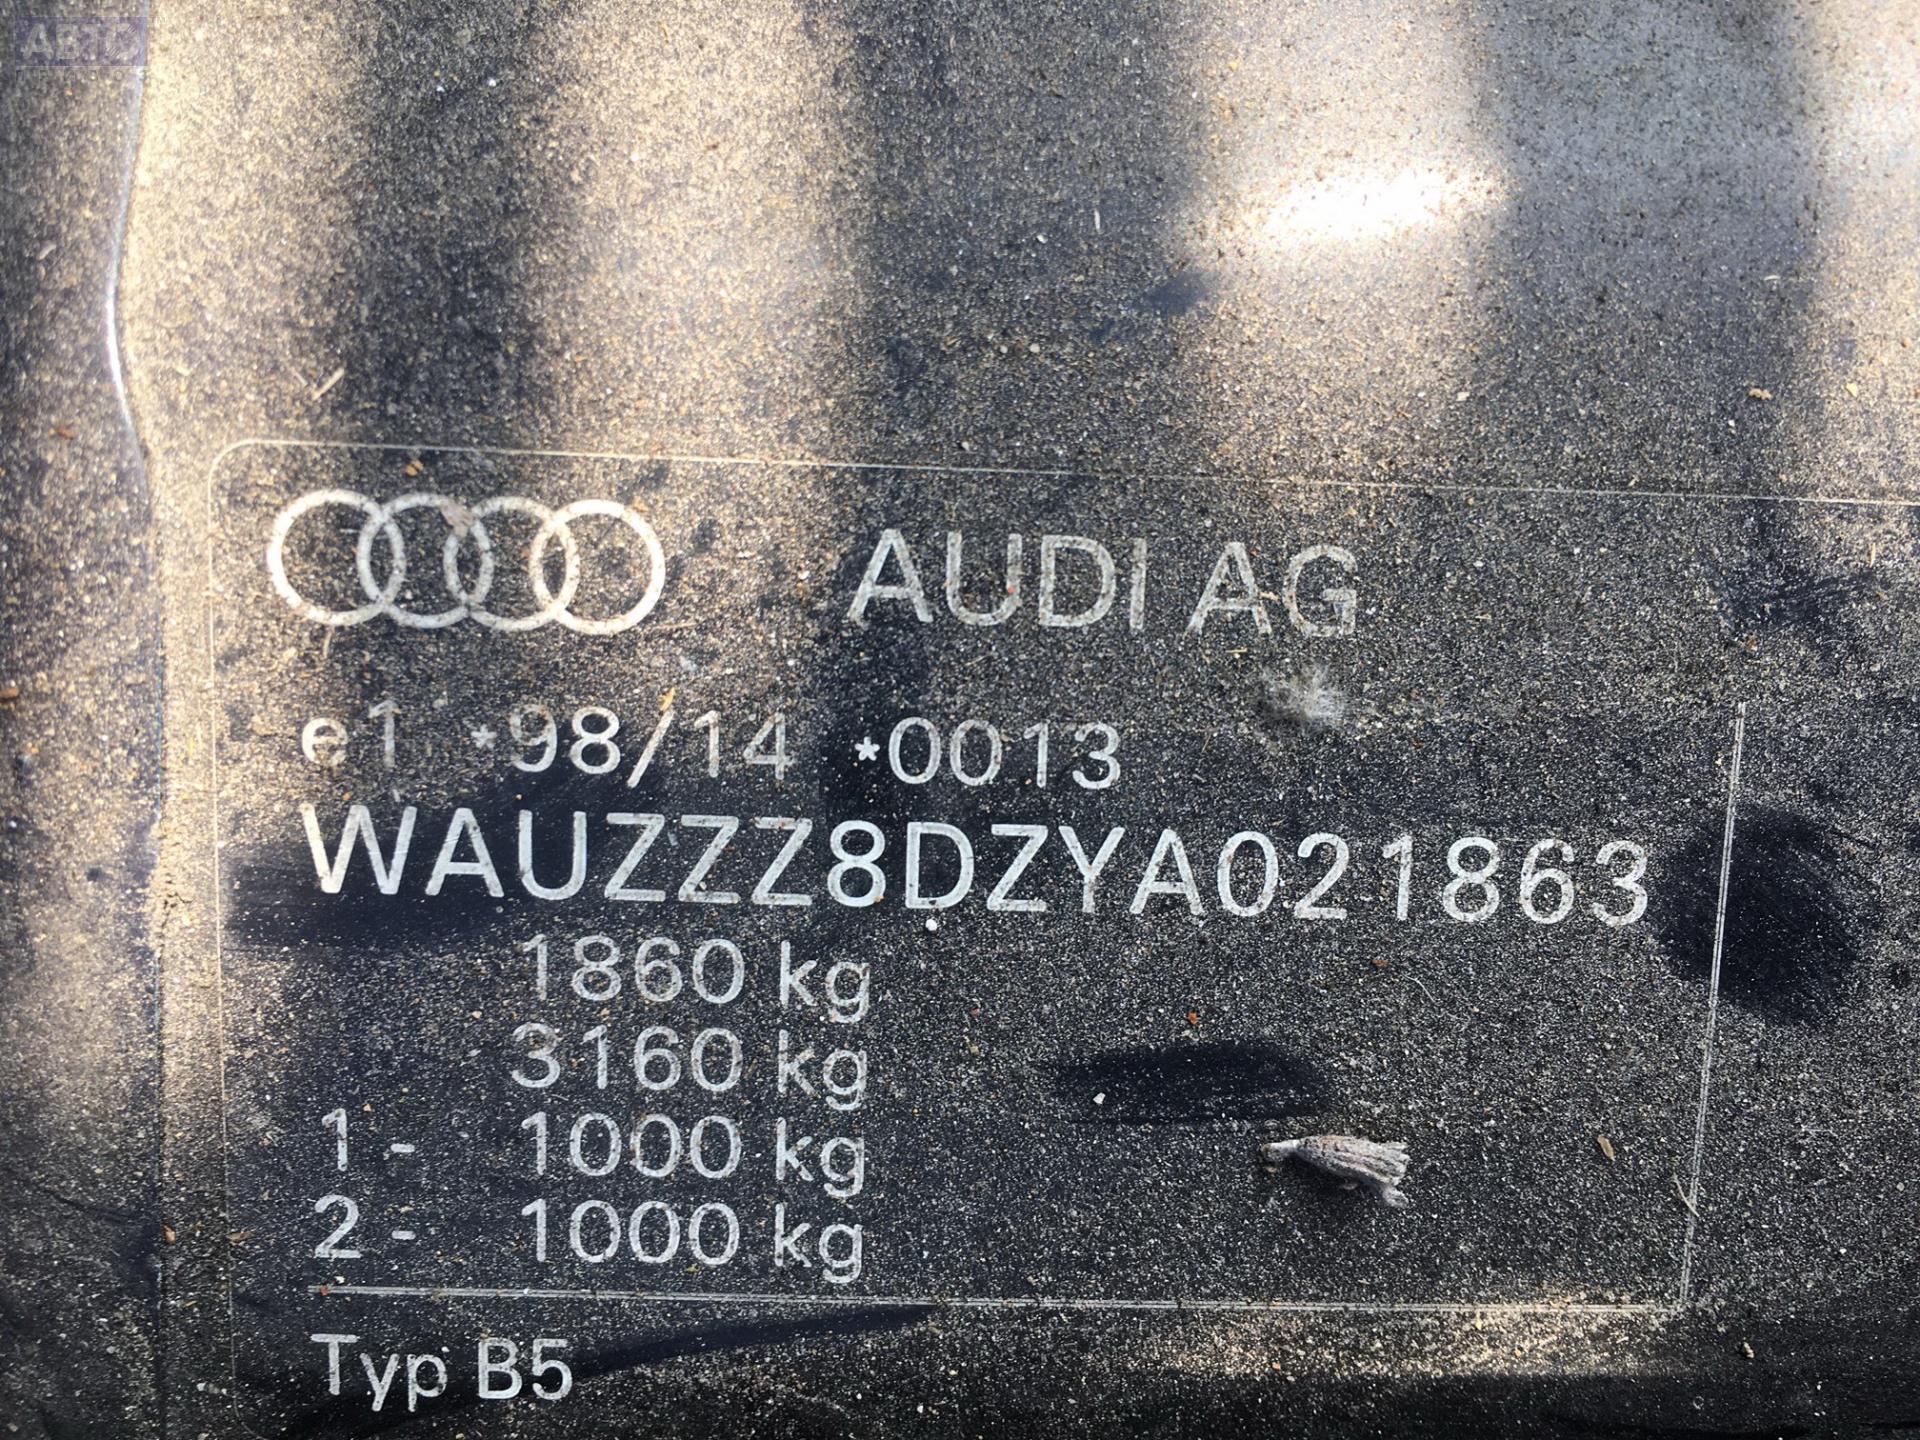 АВТО
AUDI AG
e1 *98/14 *0013
WAUZZZ8DZYA021863
1860 kg
3160 kg
1- 1000 kg
2- 1000 kg
Typ B5